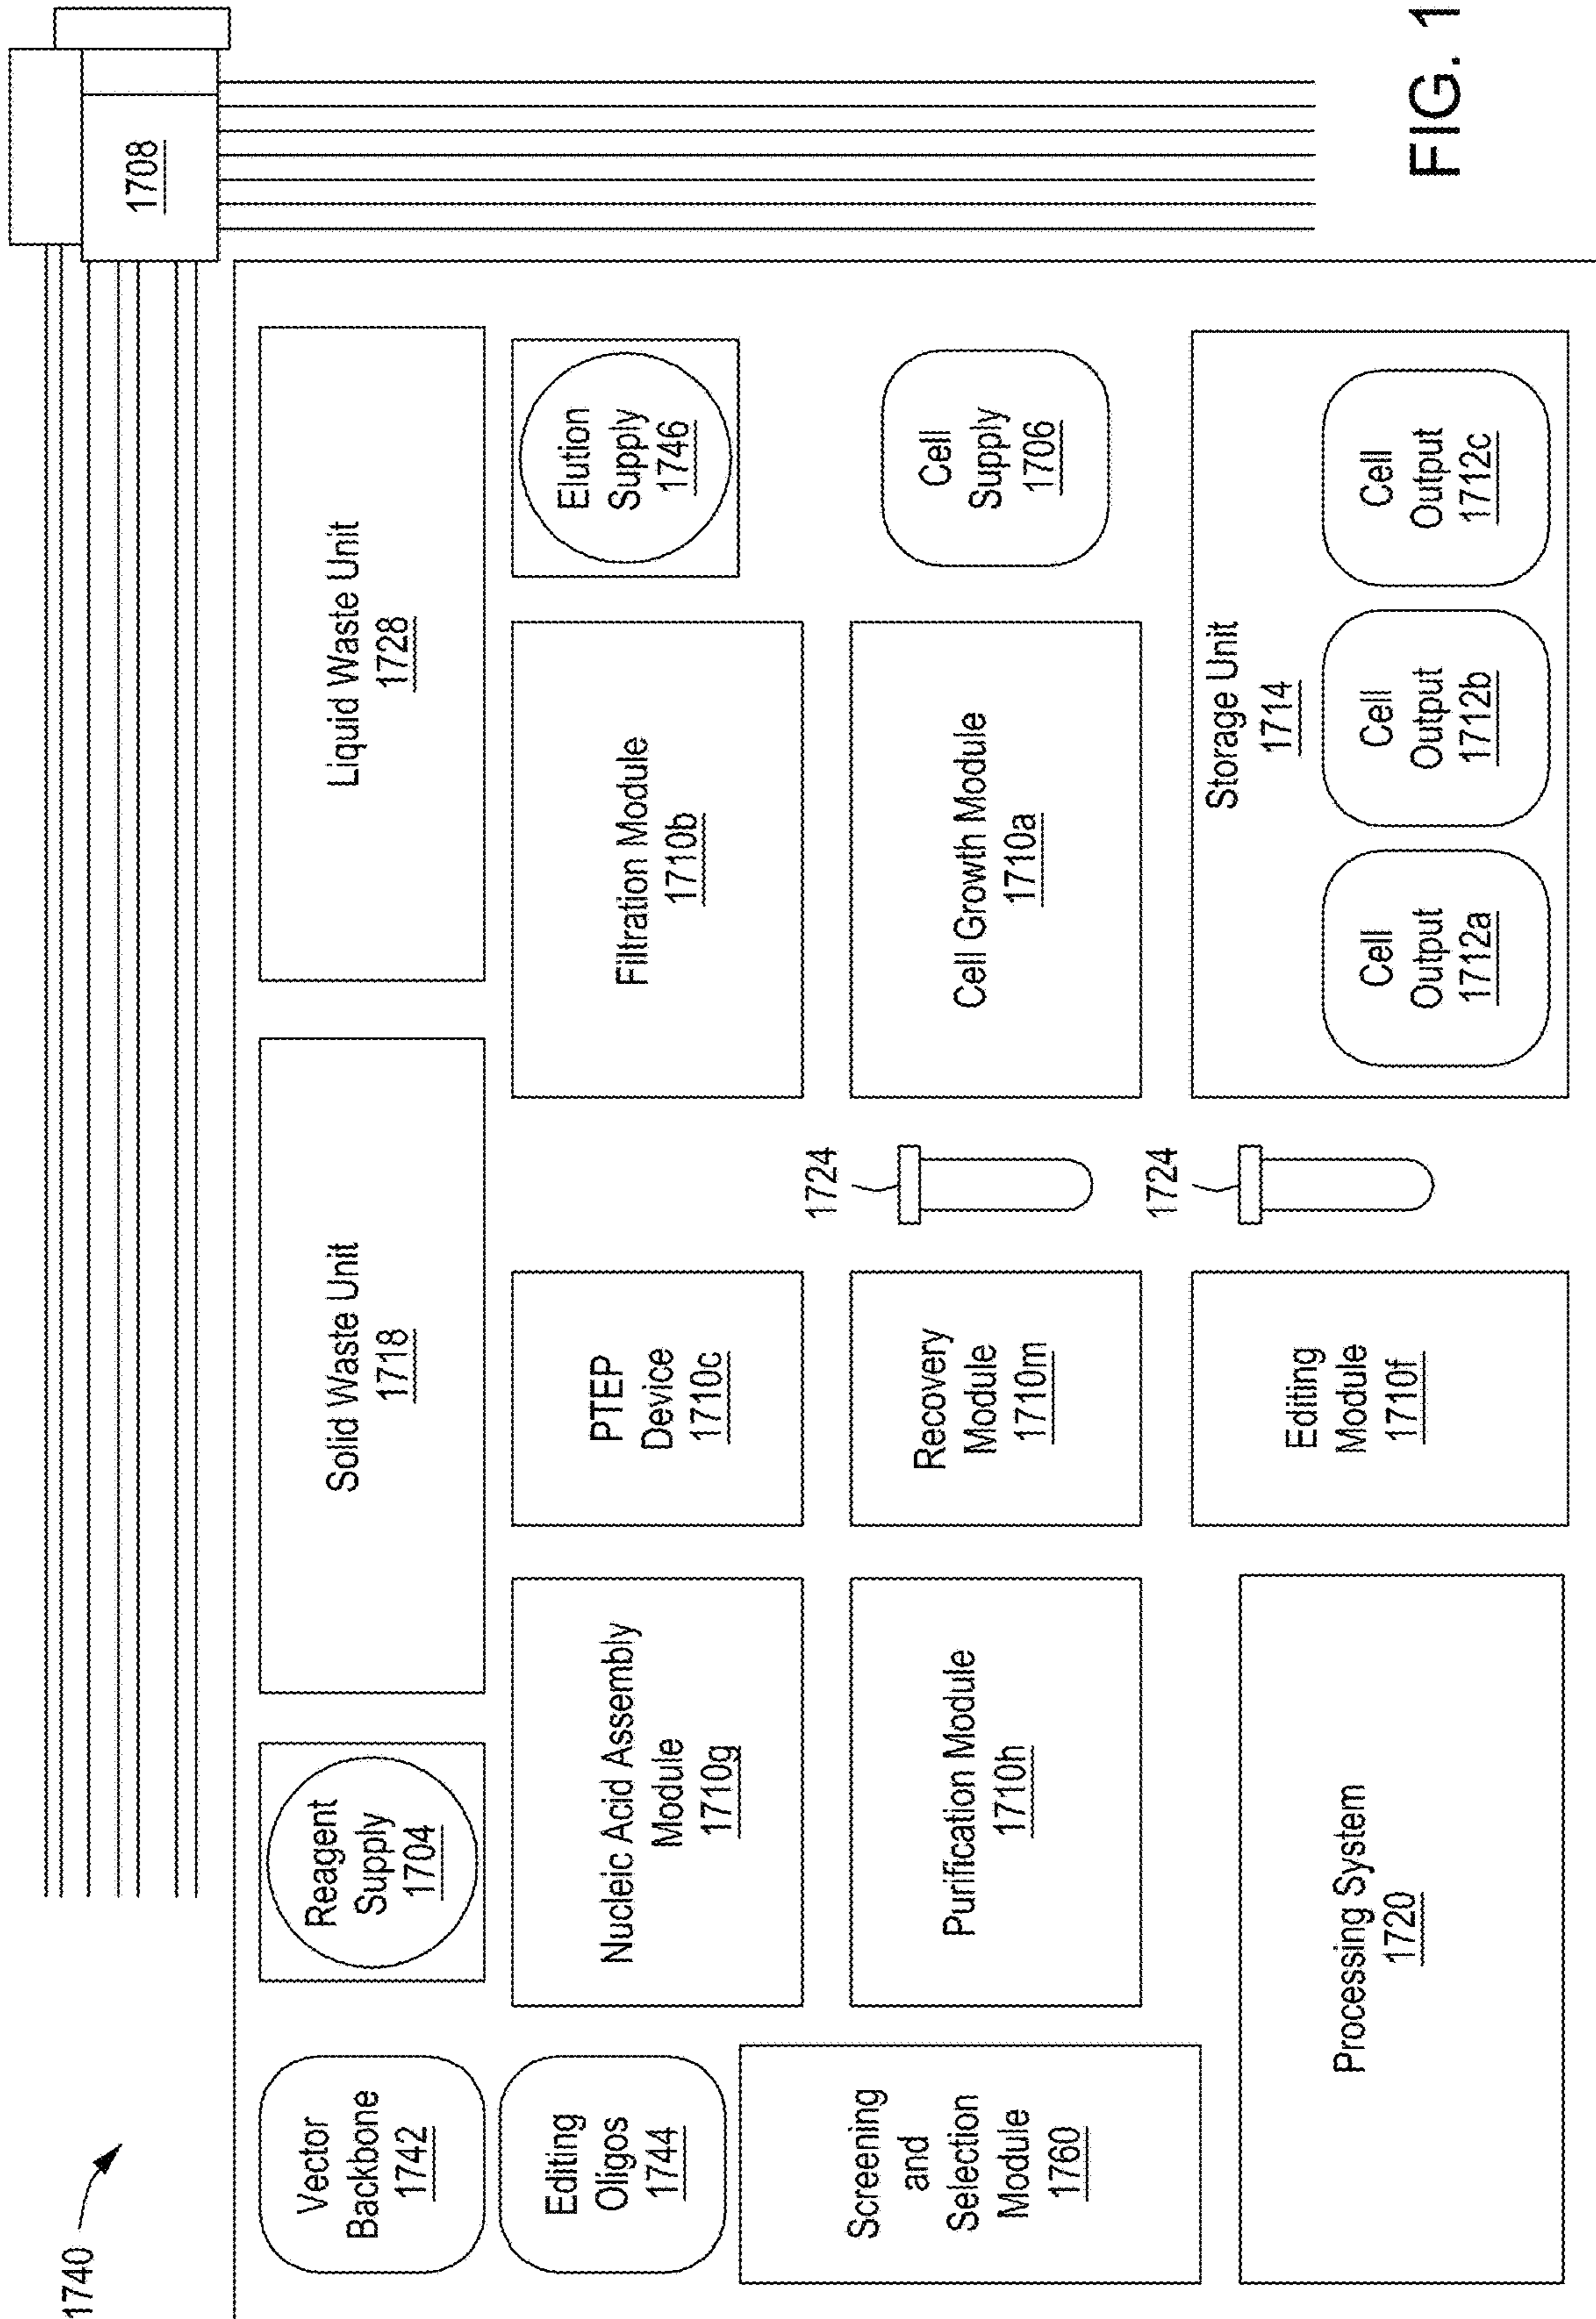 1740
1708
Vector
Backbone
1742
Reagent
Supply
1704
Solid Waste Unit
1718
Liquid Waste Unit
1728
Editing
Oligos
1744
Nucleic Acid Assembly
Module
1710g
PTEP
Device
1710c
Filtration Module
1710b
Elution
Supply
1746
Screening
and
Selection
Module
1760
Purification Module
1710h
Recovery
Module
1710m
1724
Cell Growth Module
1710a
Cell
Supply
1706
Processing System
1720
Editing
Module
1710f
1724
Storage Unit
1714
Cell
Output
1712a
Cell
Output
1712b
Cell
Output
1712c
FIG. 1